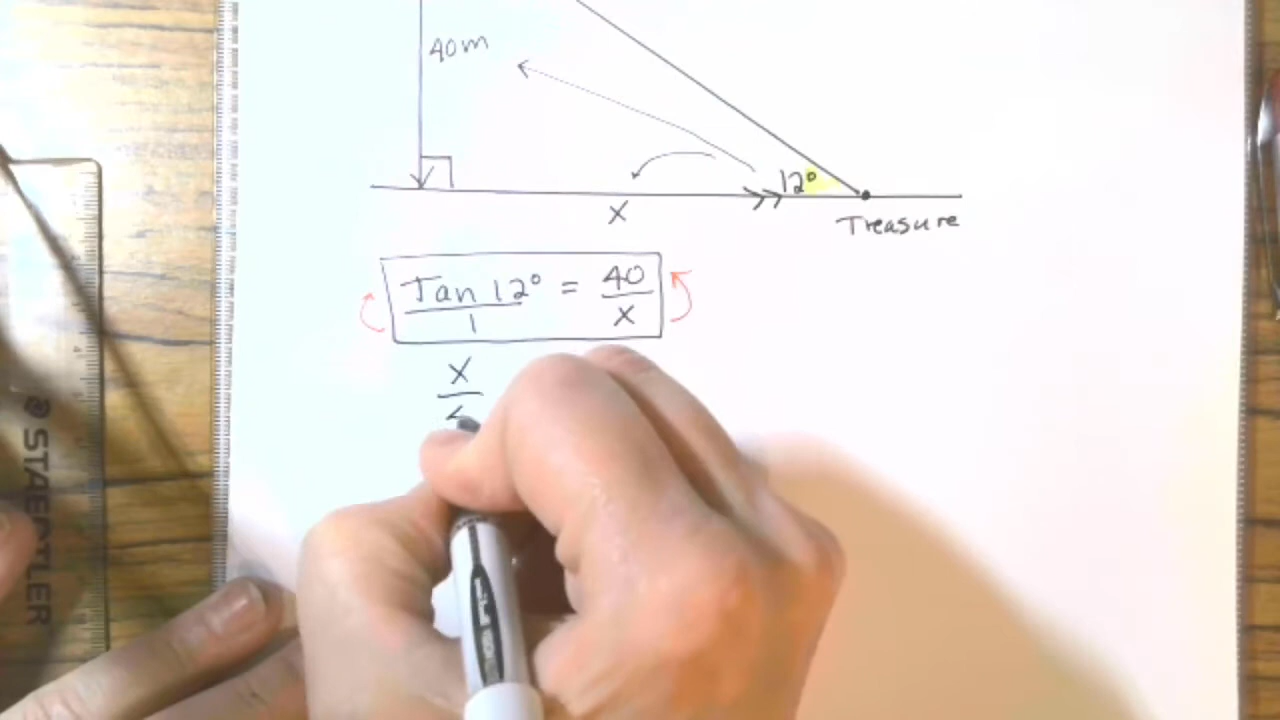 40m
12°
x
Treasure
Tan 12° = 40
1 x
x
STAEDTLER